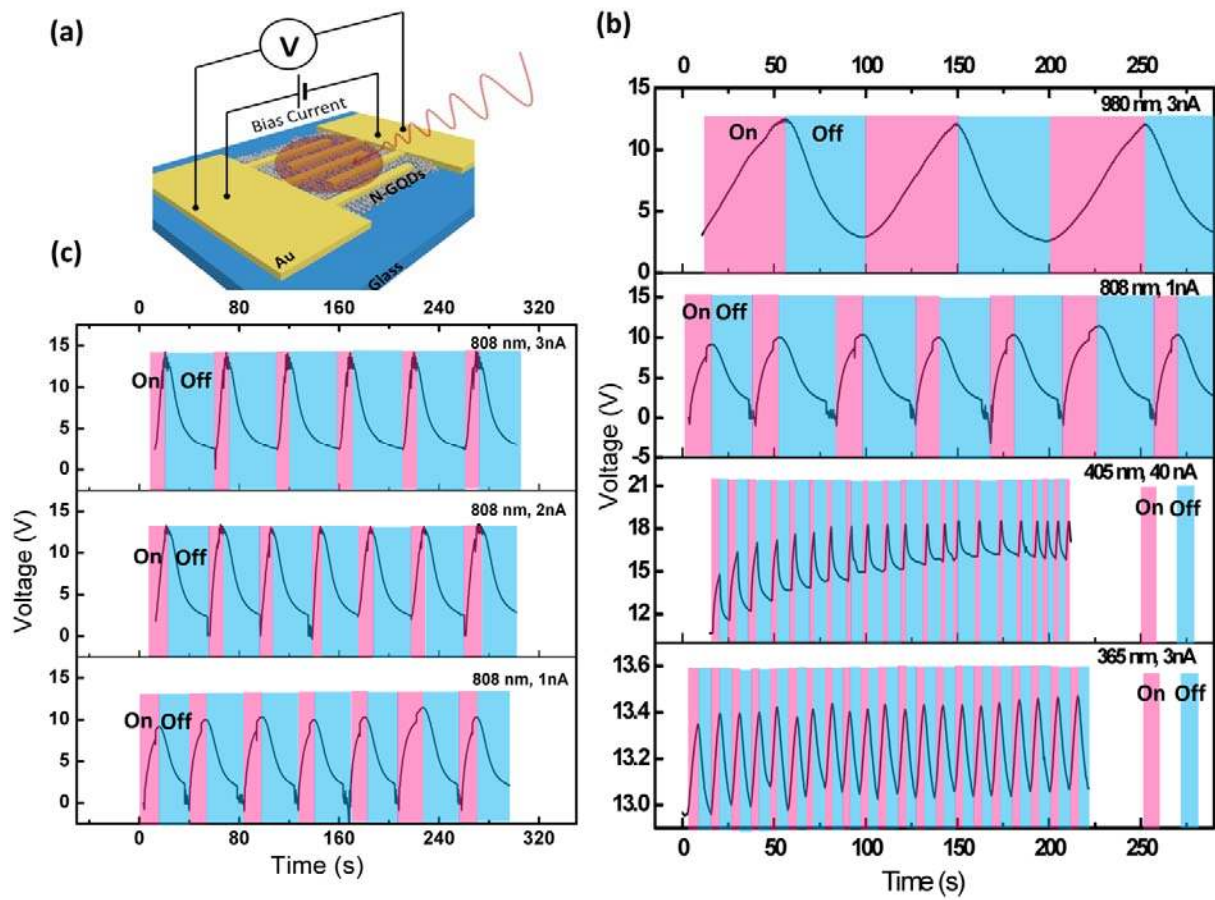 (a)
V
Bias Current
N-GQDs
Au
Glass
(b)
0 50 100 150 200 250
980 nm, 3nA
On Off
15
10
5
0
808 nm, 1nA
On Off
15
10
5
0
-5
405 nm, 40 nA
On Off
21
18
15
12
365 nm, 3nA
On Off
13.6
13.4
13.2
13.0
0 50 100 150 200 250
Voltage (V)
Time (s)
(c)
0 80 160 240 320
808 nm, 3nA
On Off
15
10
5
0
808 nm, 2nA
On Off
15
10
5
0
808 nm, 1nA
On Off
15
10
5
0
0 80 160 240 320
Voltage (V)
Time (s)